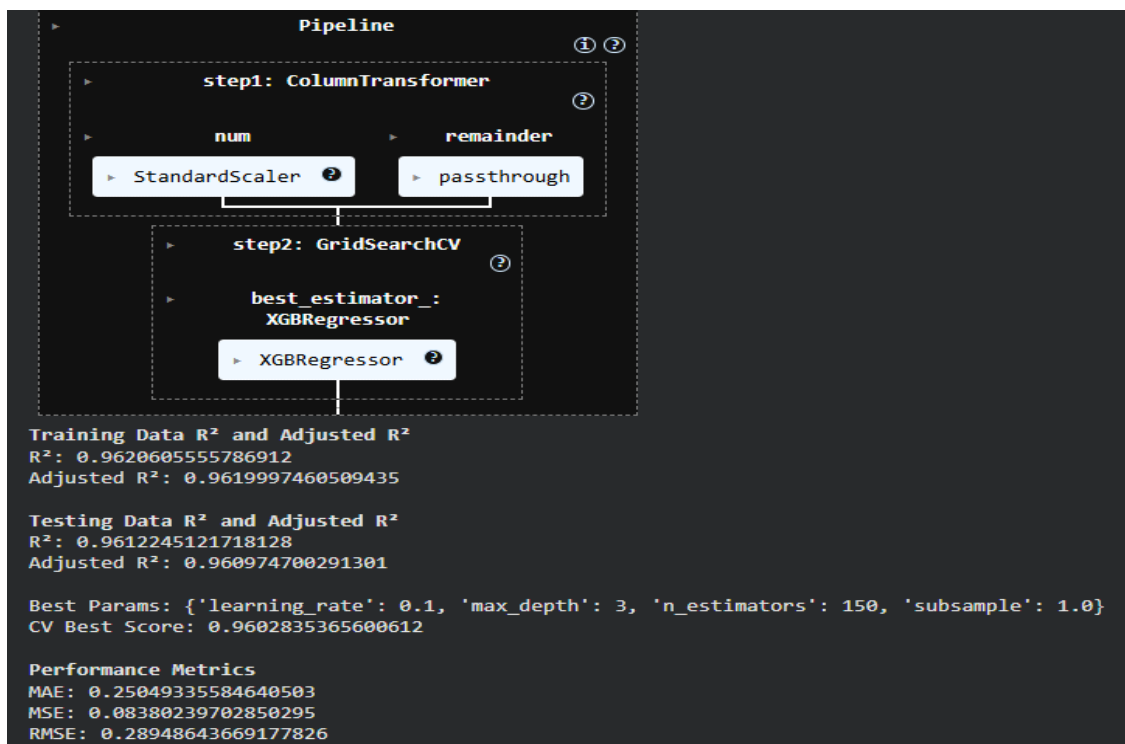 Pipeline
step1: ColumnTransformer
num remainder
StandardScaler passthrough
step2: GridSearchCV
best_estimator_:
XGBRegressor
XGBRegressor
Training Data R² and Adjusted R²
R²: 0.9620605555786912
Adjusted R²: 0.9619997460509435
Testing Data R² and Adjusted R²
R²: 0.9612245121718128
Adjusted R²: 0.960974700291301
Best Params: {'learning_rate': 0.1, 'max_depth': 3, 'n_estimators': 150, 'subsample': 1.0}
CV Best Score: 0.9602835365600612
Performance Metrics
MAE: 0.25049335584640503
MSE: 0.08380239702850295
RMSE: 0.28948643669177826